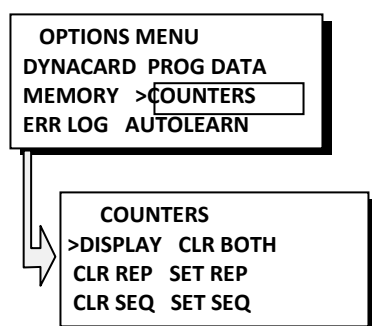 OPTIONS MENU
DYNACARD PROG DATA
MEMORY >COUNTERS
ERR LOG AUTOLEARN
COUNTERS
>DISPLAY CLR BOTH
CLR REP SET REP
CLR SEQ SET SEQ